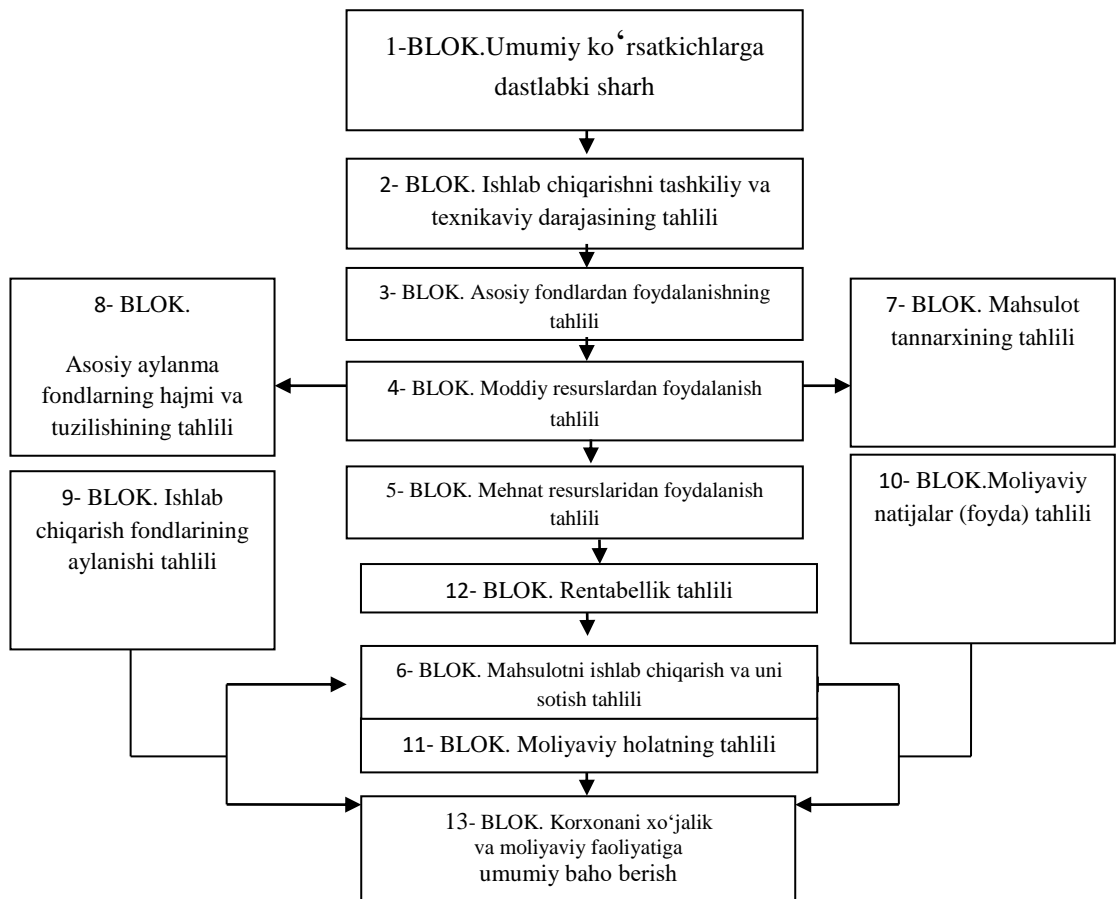 1-BLOK.Umumiy ko‘rsatkichlarga
dastlabki sharh
2- BLOK. Ishlab chiqarishni tashkiliy va
texnikaviy darajasining tahlili
3- BLOK. Asosiy fondlardan foydalanishning
tahlili
8- BLOK.
Asosiy aylanma
fondlarning hajmi va
tuzilishining tahlili
4- BLOK. Moddiy resurslardan foydalanish
tahlili
7- BLOK. Mahsulot
tannarxining tahlili
9- BLOK. Ishlab
chiqarish fondlarining
aylanishi tahlili
5- BLOK. Mehnat resurslaridan foydalanish
tahlili
10- BLOK.Moliyaviy
natijalar (foyda) tahlili
12- BLOK. Rentabellik tahlili
6- BLOK. Mahsulotni ishlab chiqarish va uni
sotish tahlili
11- BLOK. Moliyaviy holatning tahlili
13- BLOK. Korxonani xo‘jalik
va moliyaviy faoliyatiga
umumiy baho berish